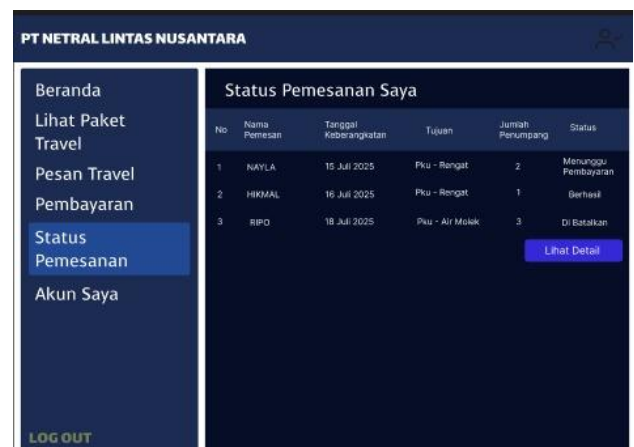 PT NETRAL LINTAS NUSANTARA
Beranda
Lihat Paket
Travel
Pesan Travel
Pembayaran
Status
Pemesanan
Akun Saya
LOG OUT
Status Pemesanan Saya
No Nama Pemesan Tanggal Keberangkatan Tujuan Jumlah Penumpang Status
1 NAYLA 15 Juli 2025 Pku - Rengat 2 Menunggu Pembayaran
2 HIKMAL 16 Juli 2025 Pku - Rengat 1 Berhasil
3 RIPO 18 Juli 2025 Pku - Air Molek 3 Di Batalkan
Lihat Detail